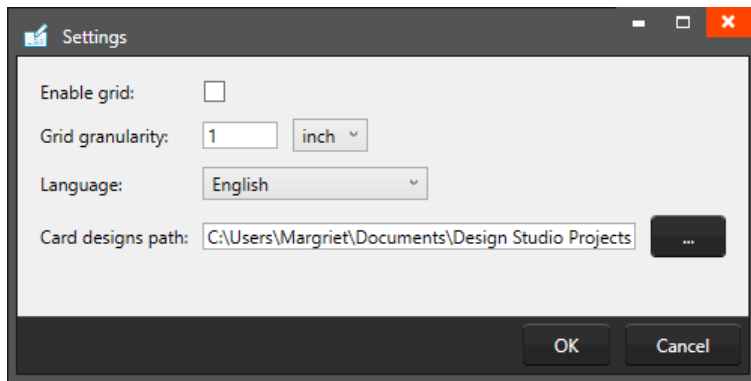 Settings
Enable grid:
Grid granularity: 1 inch
Language: English
Card designs path: C:\Users\Margriet\Documents\Design Studio Projects ...
OK Cancel